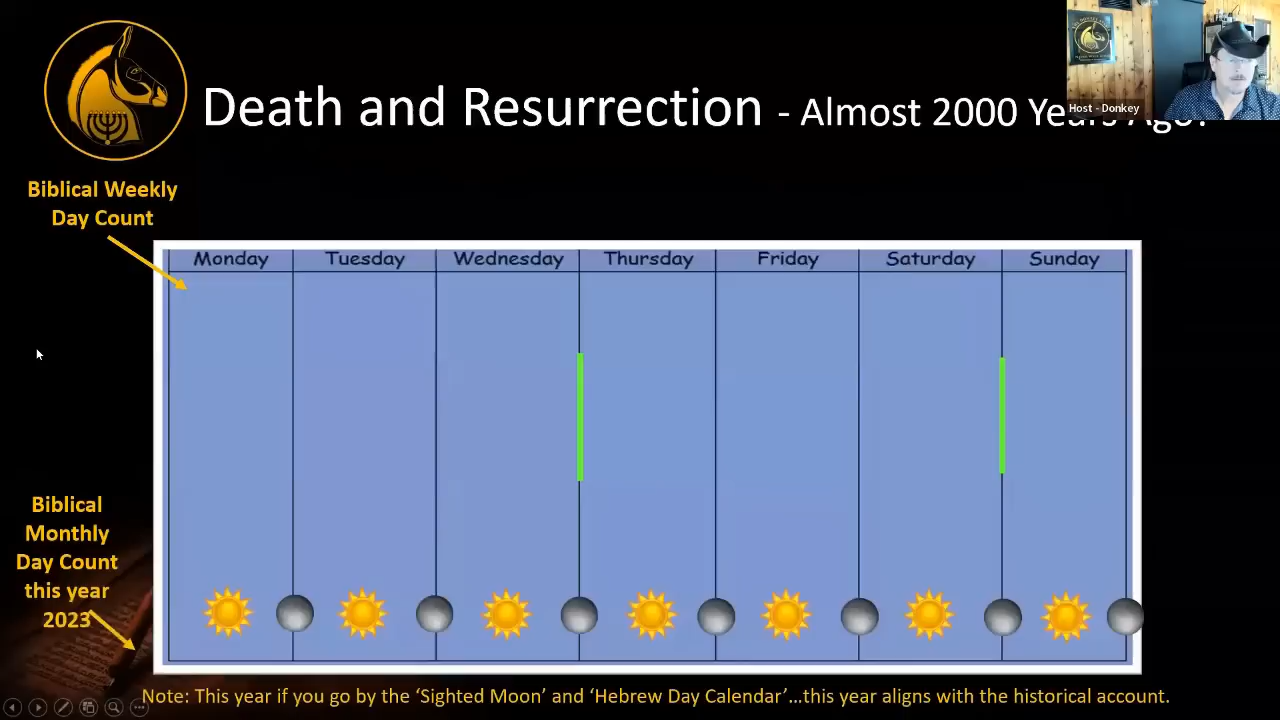 Death and Resurrection - Almost 2000 Years Ago?
Host - Donkey
Biblical Weekly
Day Count
Monday Tuesday Wednesday Thursday Friday Saturday Sunday
Biblical
Monthly
Day Count
this year
2023
Note: This year if you go by the ‘Sighted Moon’ and ‘Hebrew Day Calendar’...this year aligns with the historical account.